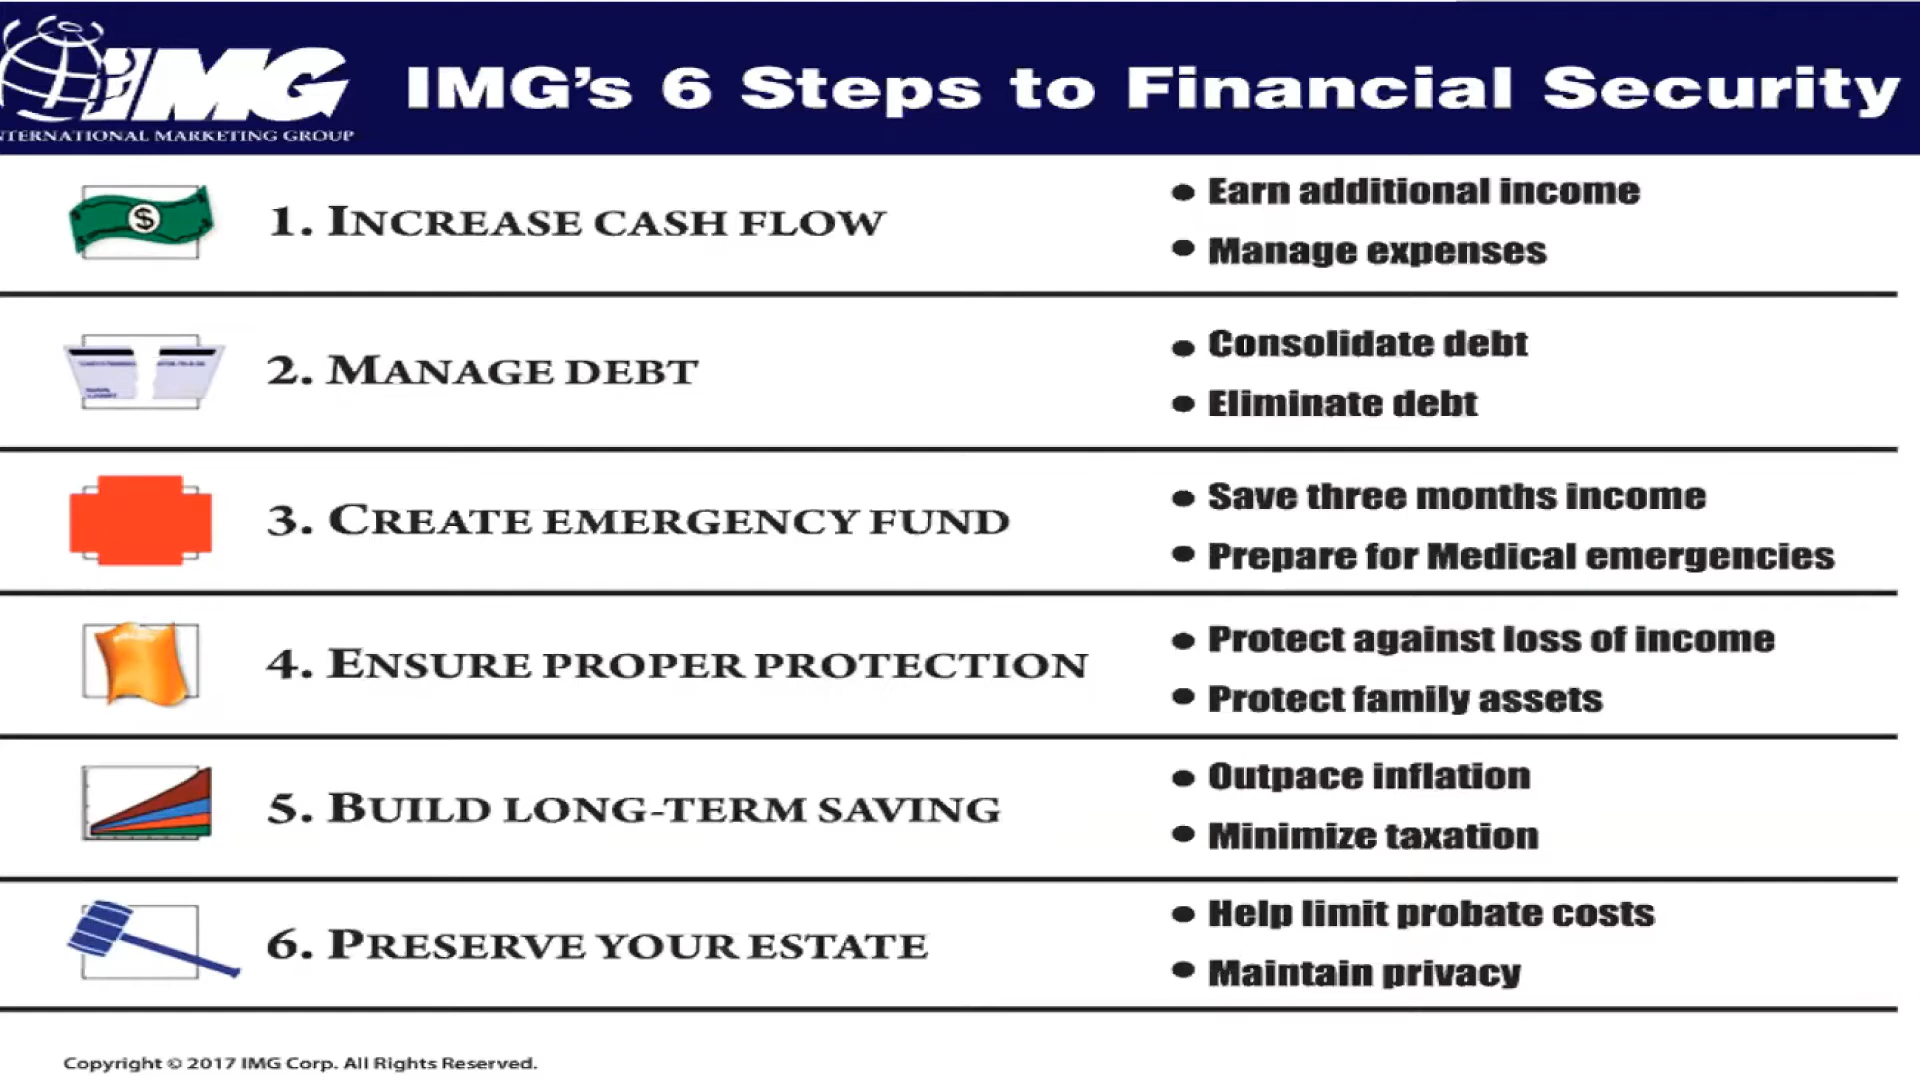 IMG
NTERNATIONAL MARKETING GROUP
IMG's 6 Steps to Financial Security
$
1. INCREASE CASH FLOW
• Earn additional income
• Manage expenses
2. MANAGE DEBT
• Consolidate debt
• Eliminate debt
3. CREATE EMERGENCY FUND
• Save three months income
• Prepare for Medical emergencies
4. ENSURE PROPER PROTECTION
• Protect against loss of income
• Protect family assets
5. BUILD LONG-TERM SAVING
• Outpace inflation
• Minimize taxation
6. PRESERVE YOUR ESTATE
• Help limit probate costs
• Maintain privacy
Copyright © 2017 IMG Corp. All Rights Reserved.